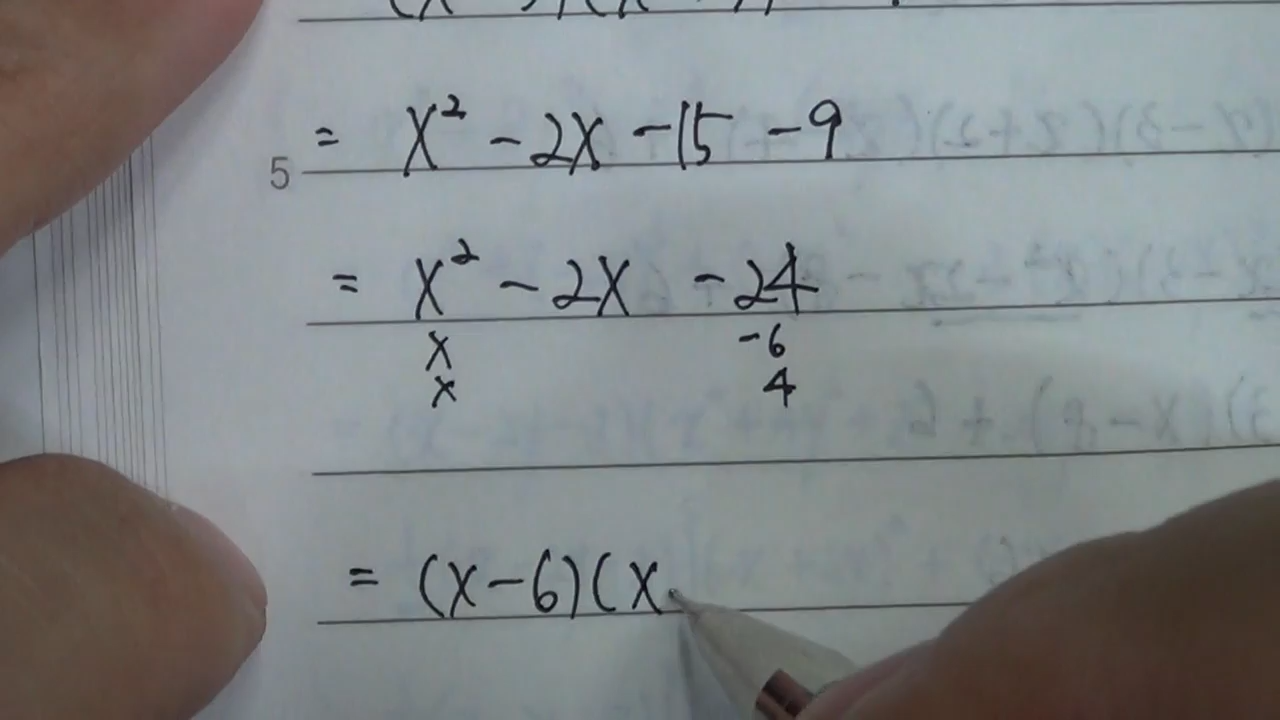 = x² - 2x - 15 - 9
5
= x² - 2x - 24
x -6
x 4
= (x - 6)(x